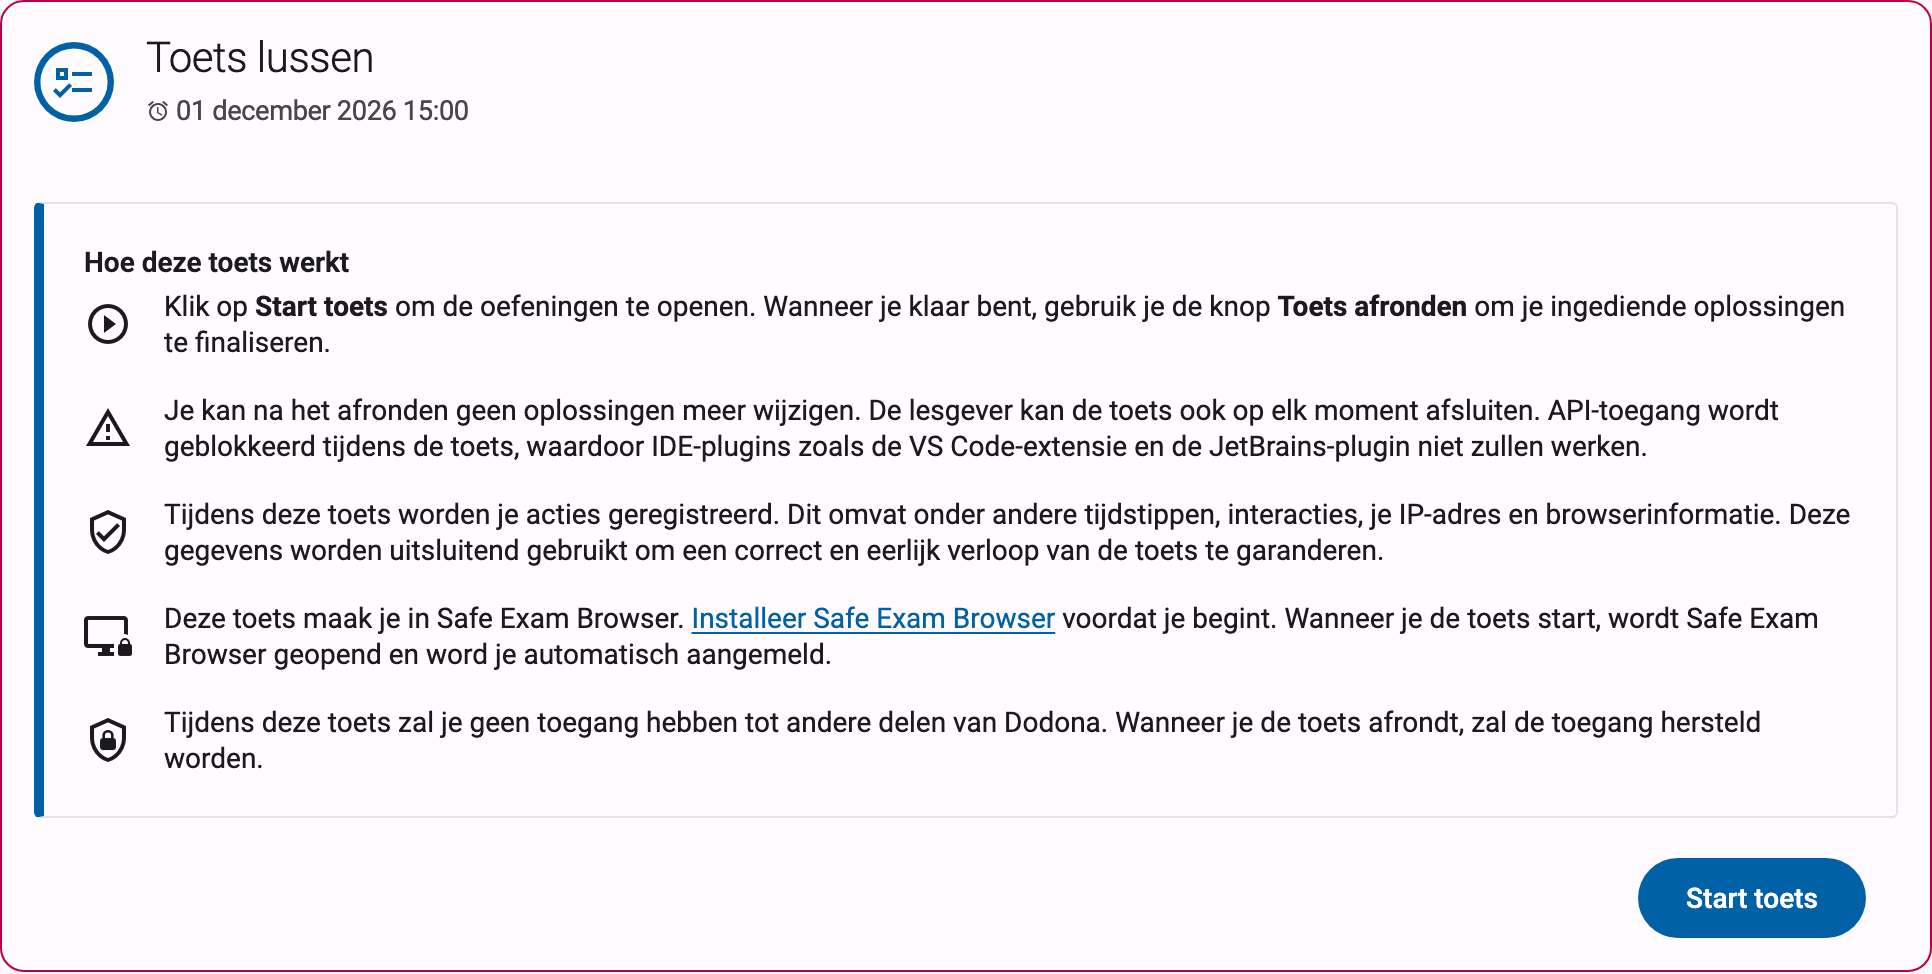 Toets lussen
01 december 2026 15:00
Hoe deze toets werkt
Klik op Start toets om de oefeningen te openen. Wanneer je klaar bent, gebruik je de knop Toets afronden om je ingediende oplossingen
te finaliseren.
Je kan na het afronden geen oplossingen meer wijzigen. De lesgever kan de toets ook op elk moment afsluiten. API-toegang wordt
geblokkeerd tijdens de toets, waardoor IDE-plugins zoals de VS Code-extensie en de JetBrains-plugin niet zullen werken.
Tijdens deze toets worden je acties geregistreerd. Dit omvat onder andere tijdstippen, interacties, je IP-adres en browserinformatie. Deze
gegevens worden uitsluitend gebruikt om een correct en eerlijk verloop van de toets te garanderen.
Deze toets maak je in Safe Exam Browser. Installeer Safe Exam Browser voordat je begint. Wanneer je de toets start, wordt Safe Exam
Browser geopend en word je automatisch aangemeld.
Tijdens deze toets zal je geen toegang hebben tot andere delen van Dodona. Wanneer je de toets afrondt, zal de toegang hersteld
worden.
Start toets